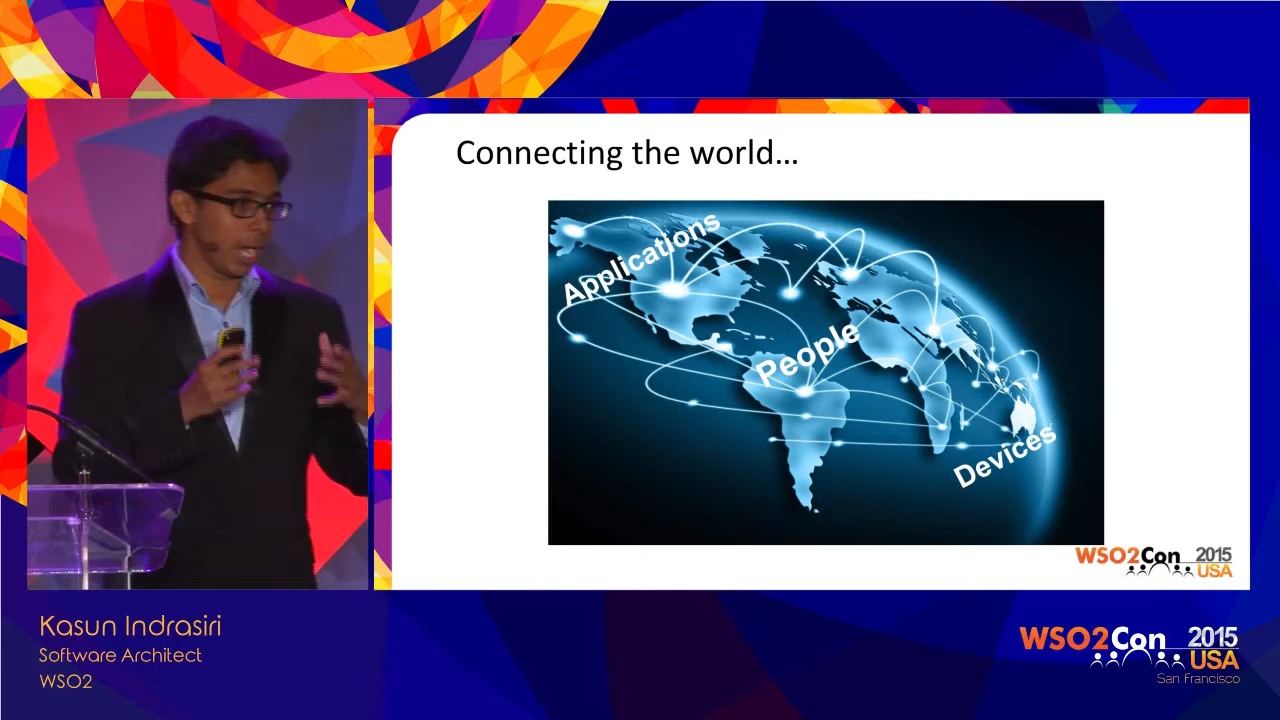 Connecting the world...
Applications
People
Devices
WSO2Con 2015
USA
Kasun Indrasiri
Software Architect
WSO2
WSO2Con 2015
USA
San Francisco